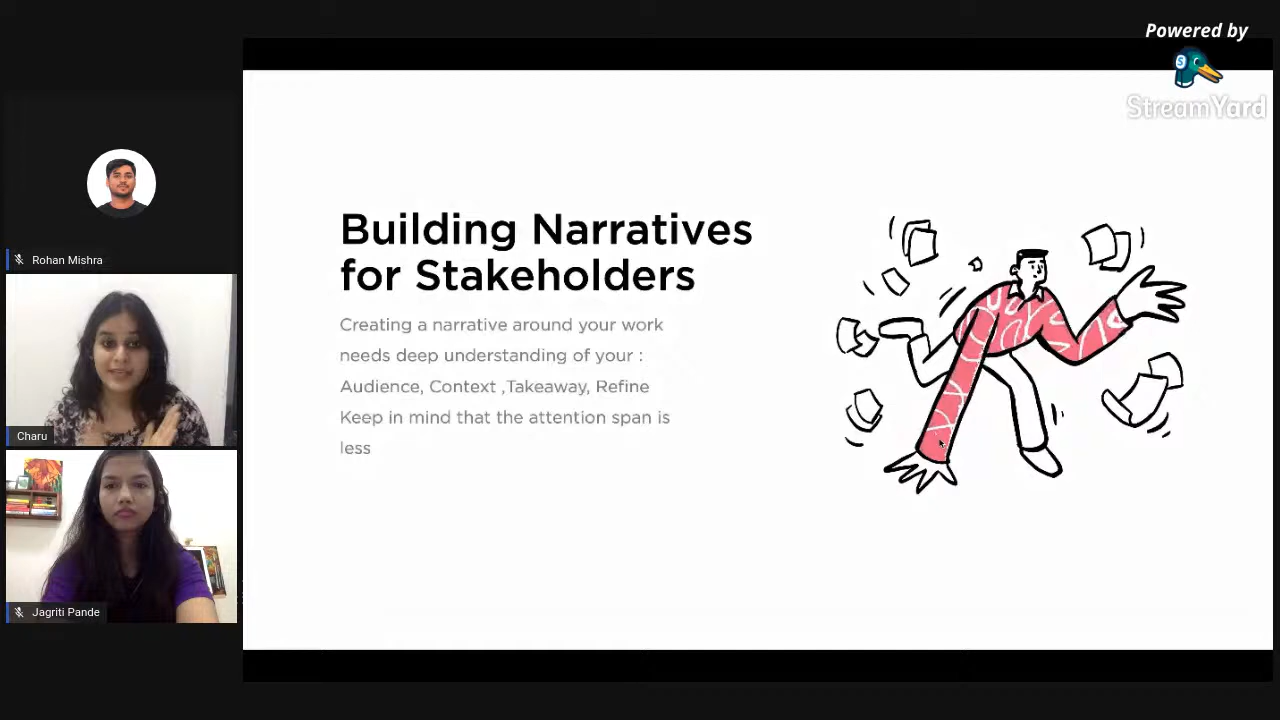 Powered by
StreamYard
Rohan Mishra
Charu
Jagriti Pande
Building Narratives
for Stakeholders
Creating a narrative around your work
needs deep understanding of your :
Audience, Context ,Takeaway, Refine
Keep in mind that the attention span is
less